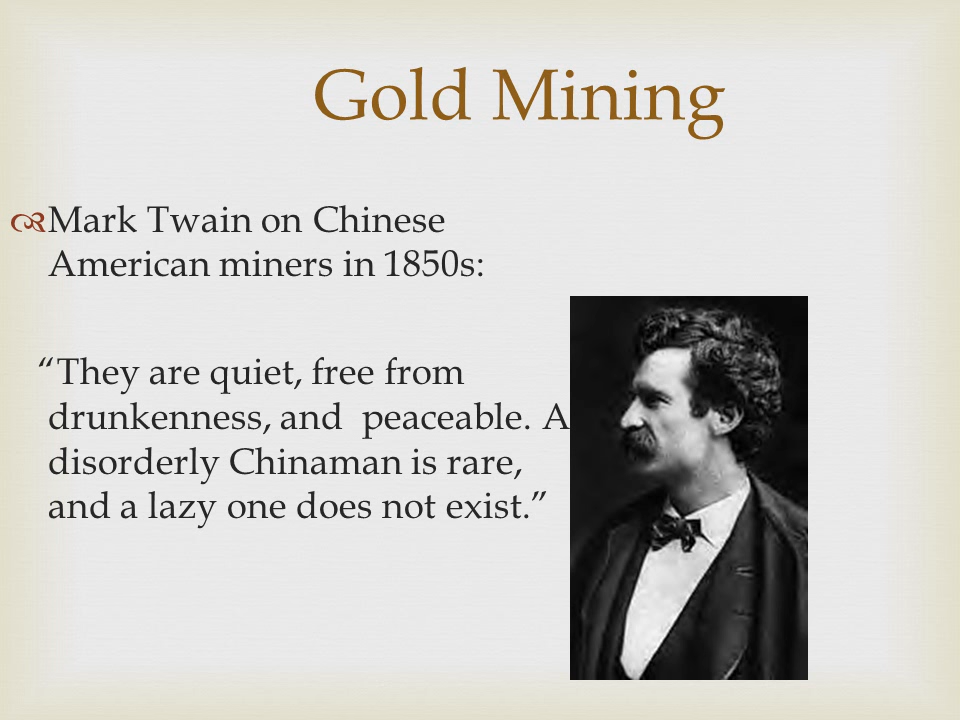 Gold Mining
Mark Twain on Chinese
American miners in 1850s:
“They are quiet, free from
drunkenness, and peaceable. A
disorderly Chinaman is rare,
and a lazy one does not exist.”